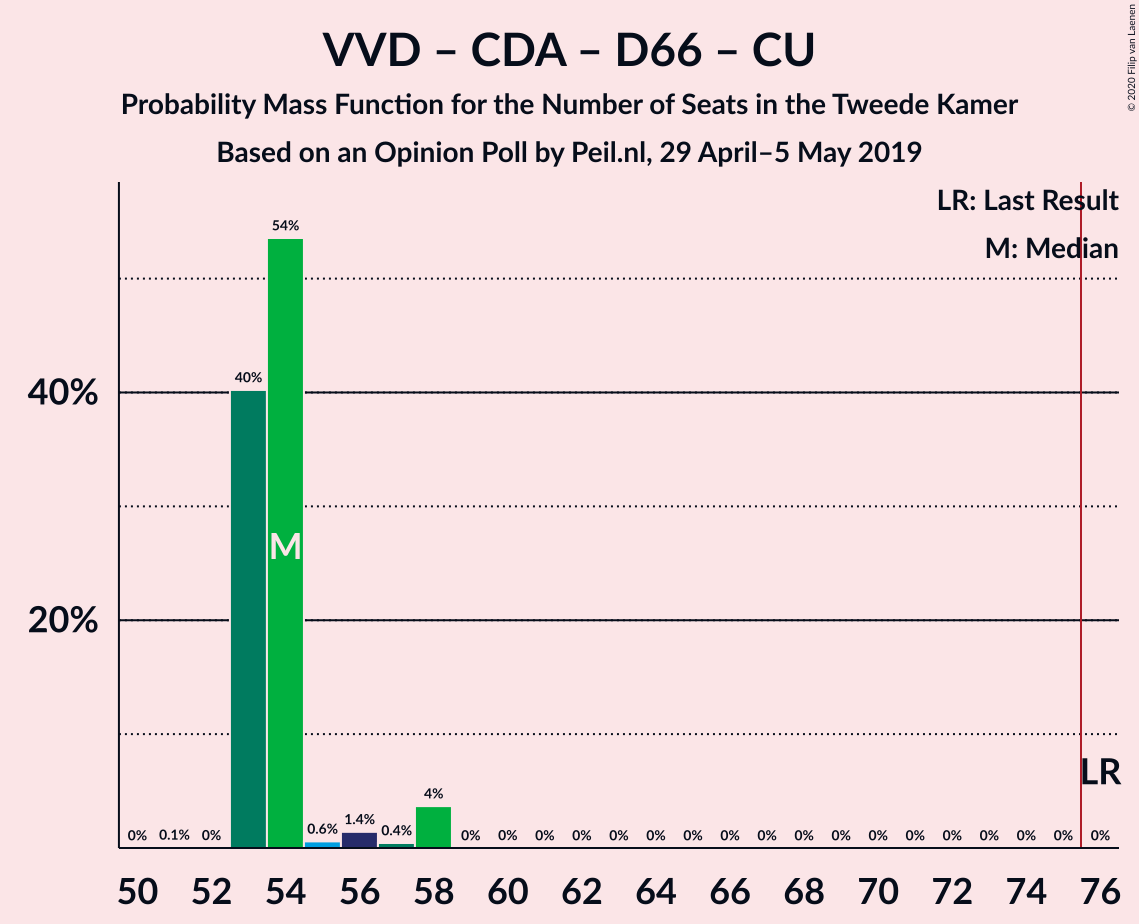 VVD – CDA – D66 – CU
Probability Mass Function for the Number of Seats in the Tweede Kamer
Based on an Opinion Poll by Peil.nl, 29 April–5 May 2019
© 2020 Filip van Laenen
LR: Last Result
M: Median
54%
40%
40%
M
20%
LR
0% 0.1% 0% 0.6% 1.4% 0.4% 4% 0% 0% 0% 0% 0% 0% 0% 0% 0% 0% 0% 0% 0% 0% 0% 0% 0% 0%
50 52 54 56 58 60 62 64 66 68 70 72 74 76